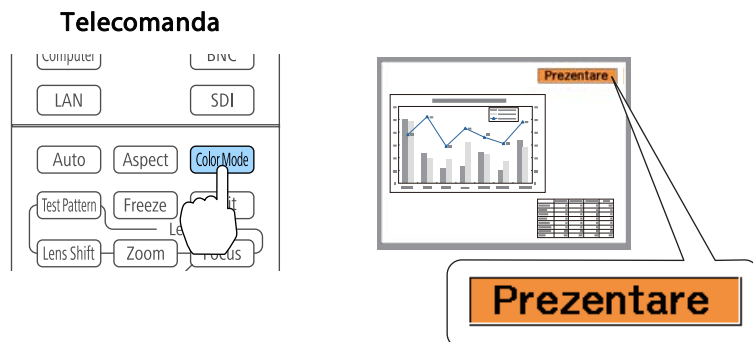 Telecomanda
Computer BNC
LAN SDI
Auto Aspect Color Mode
Test Pattern Freeze
Lens Shift Zoom Focus
Prezentare
Prezentare